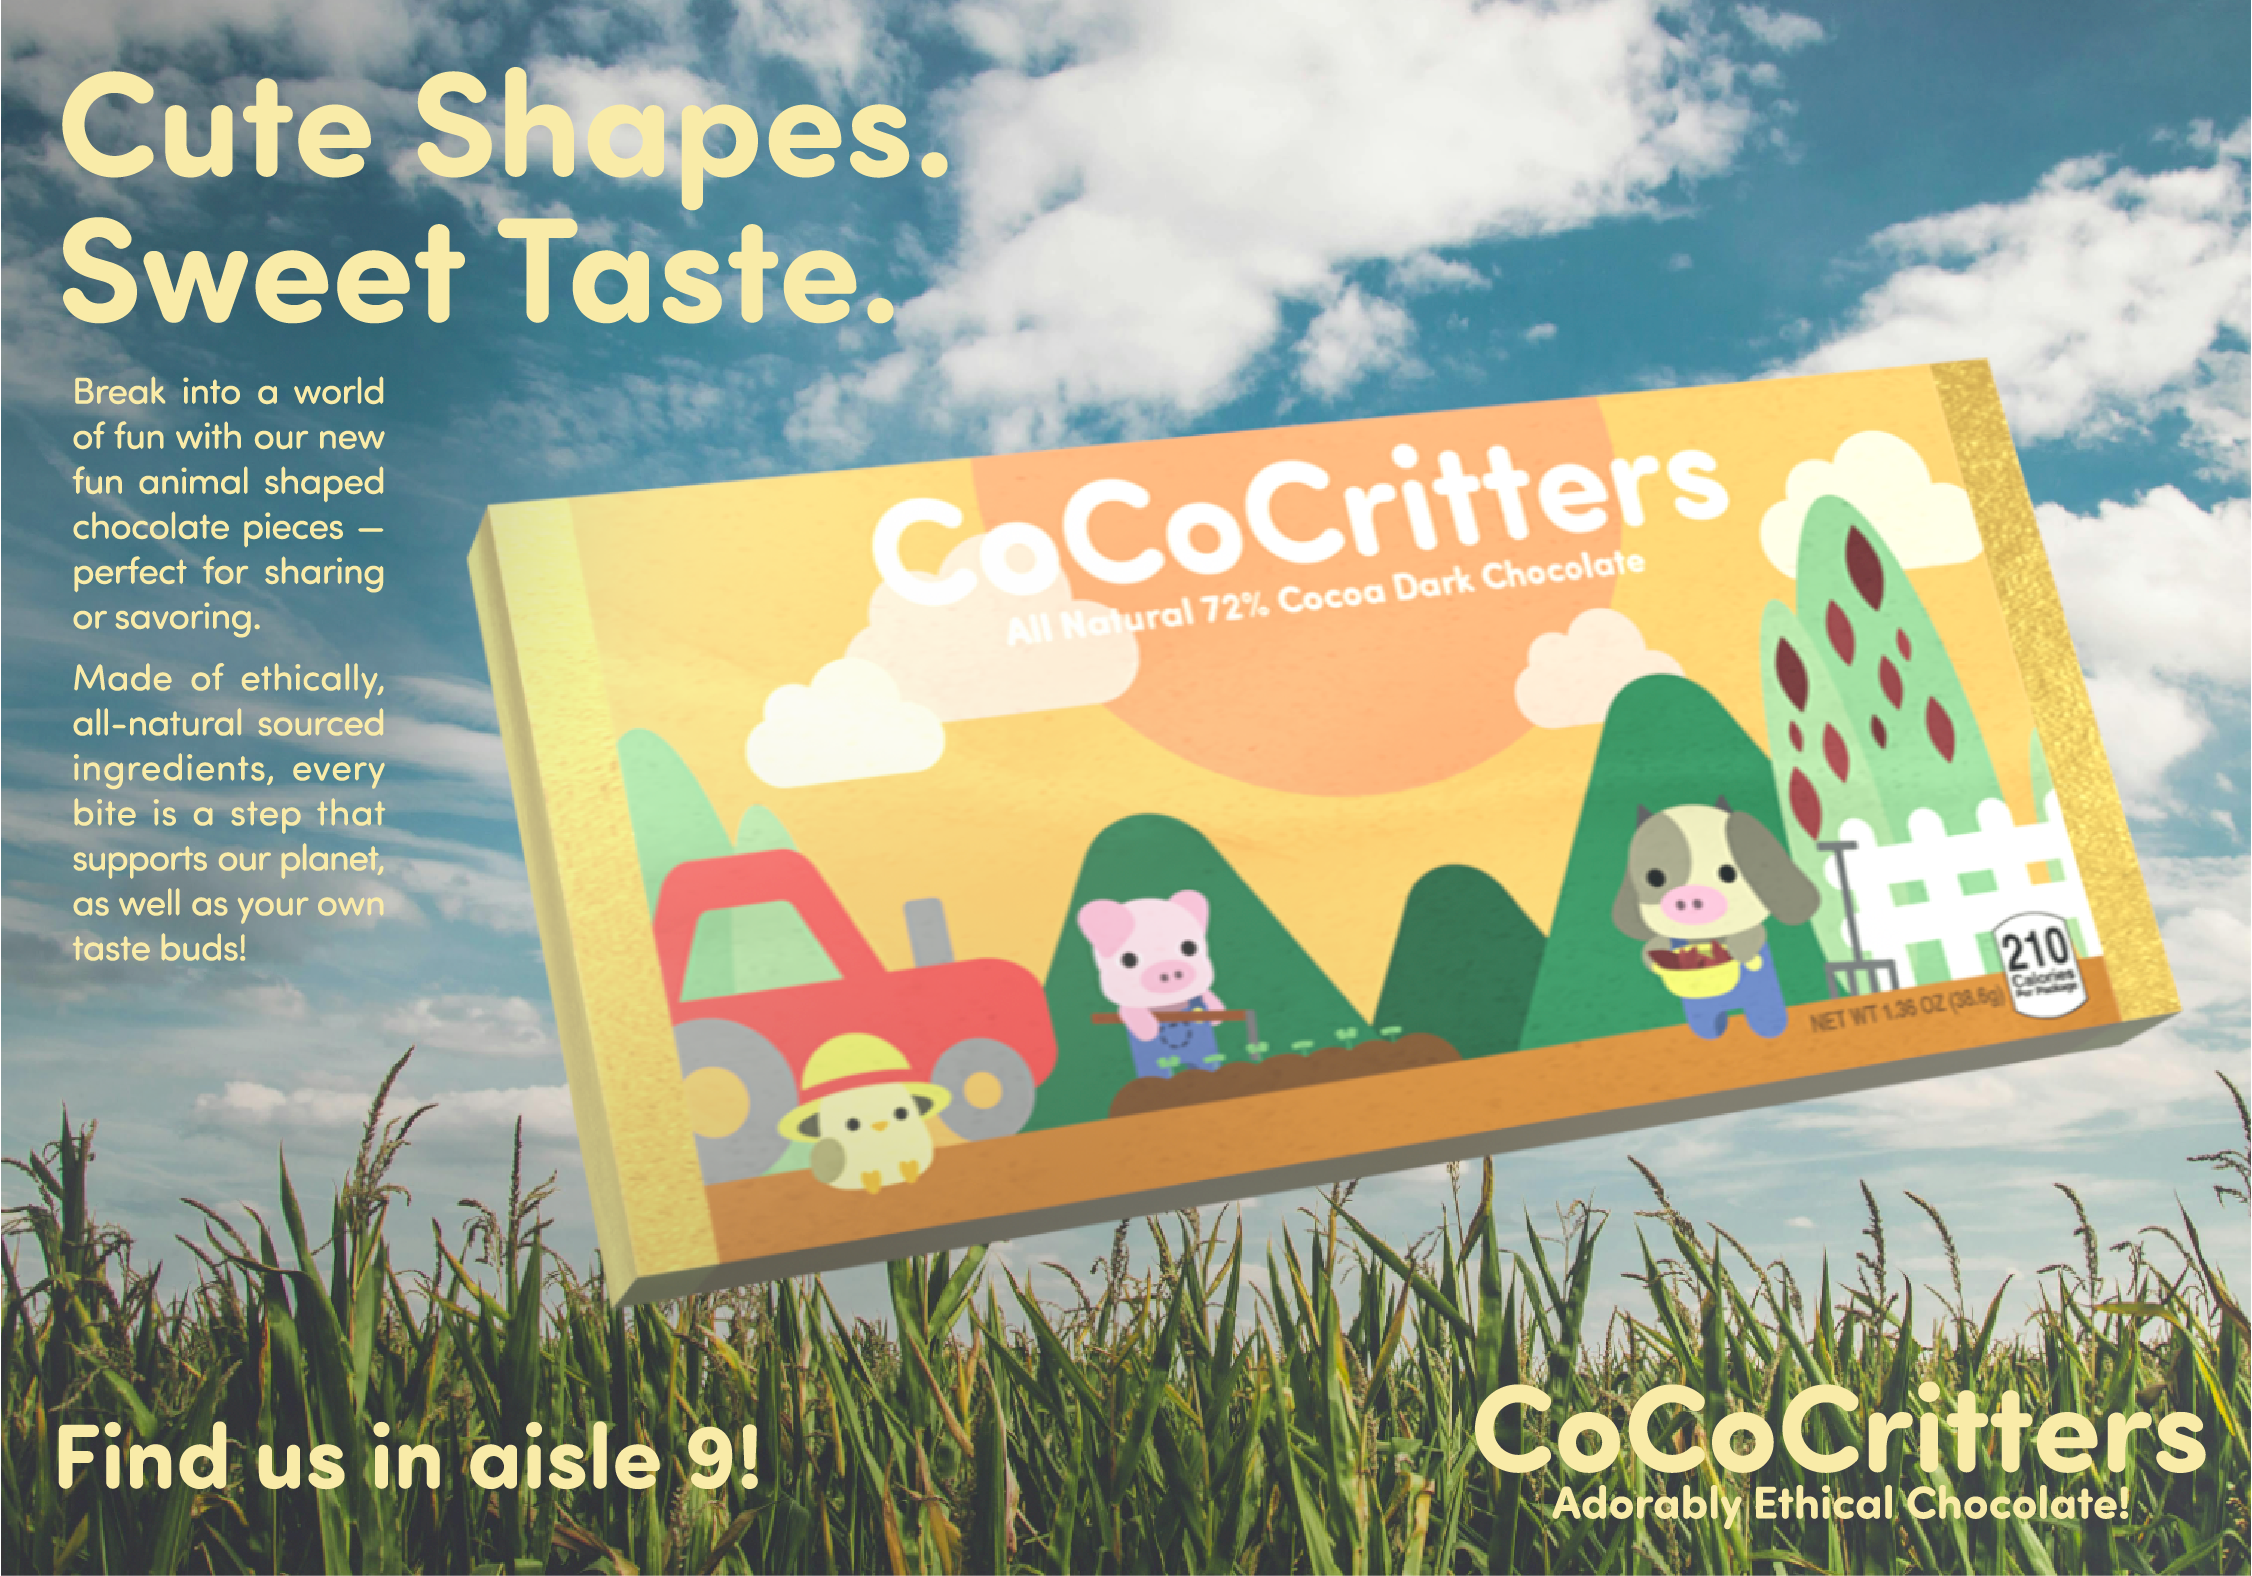 Cute Shapes.
Sweet Taste.
Break into a world
of fun with our new
fun animal shaped
chocolate pieces –
perfect for sharing
or savoring.
Made of ethically,
all-natural sourced
ingredients, every
bite is a step that
supports our planet,
as well as your own
taste buds!
CoCoCritters
All Natural 72% Cocoa Dark Chocolate
210
Calories
Per Package
NET WT 1.36 OZ (38.6g)
Find us in aisle 9!
CoCoCritters
Adorably Ethical Chocolate!